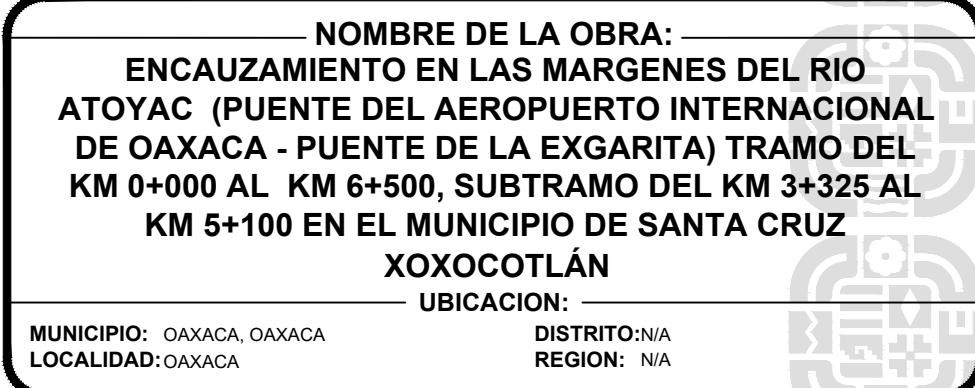 NOMBRE DE LA OBRA:
ENCAUZAMIENTO EN LAS MARGENES DEL RIO
ATOYAC (PUENTE DEL AEROPUERTO INTERNACIONAL
DE OAXACA - PUENTE DE LA EXGARITA) TRAMO DEL
KM 0+000 AL KM 6+500, SUBTRAMO DEL KM 3+325 AL
KM 5+100 EN EL MUNICIPIO DE SANTA CRUZ
XOXOCOTLÁN
UBICACION:
MUNICIPIO: OAXACA, OAXACA DISTRITO:N/A
LOCALIDAD:OAXACA REGION: N/A